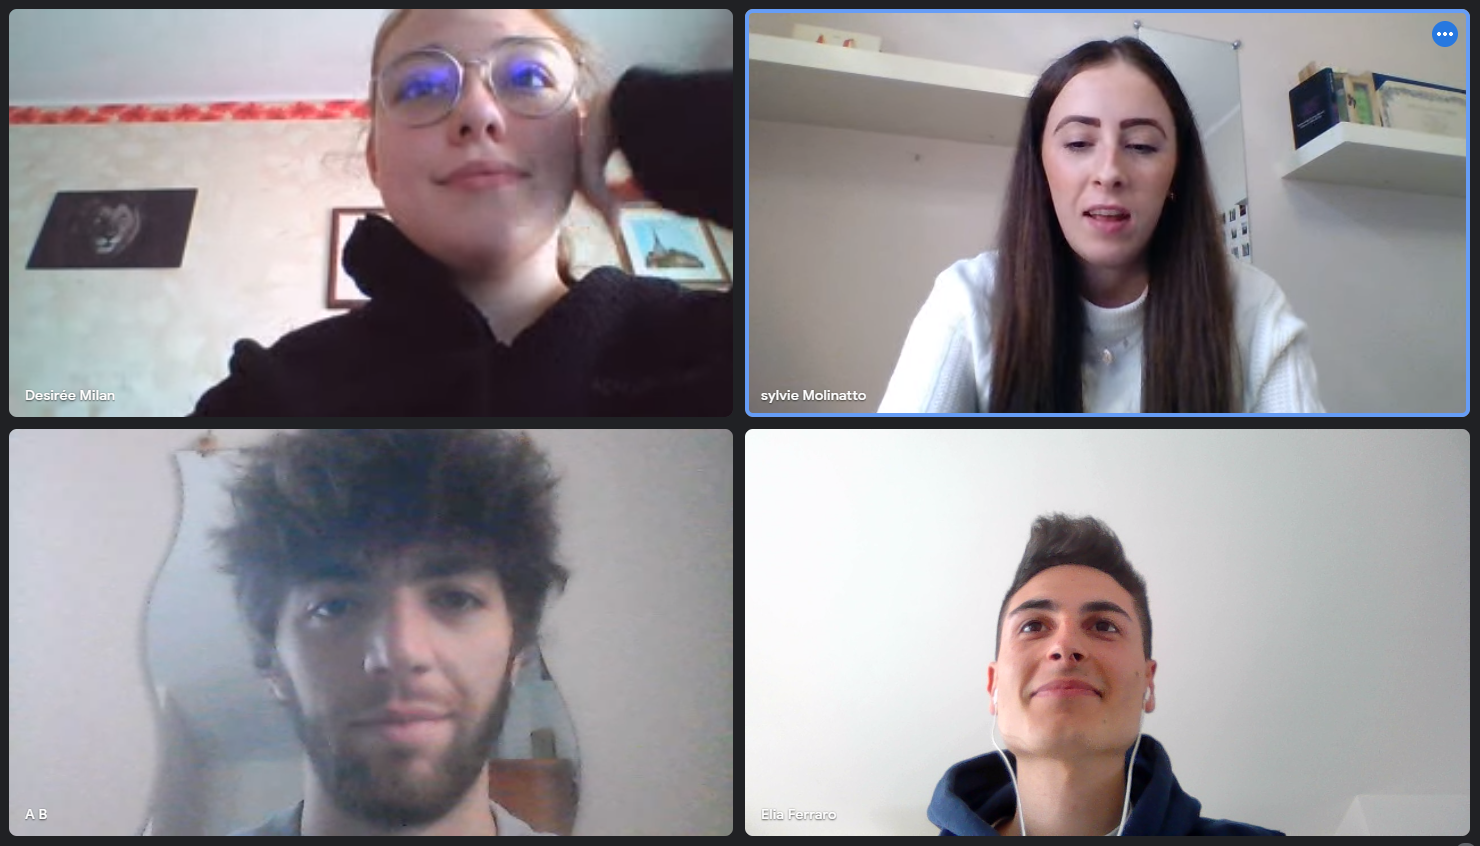 Desirée Milan
sylvie Molinatto
A B
Elia Ferraro